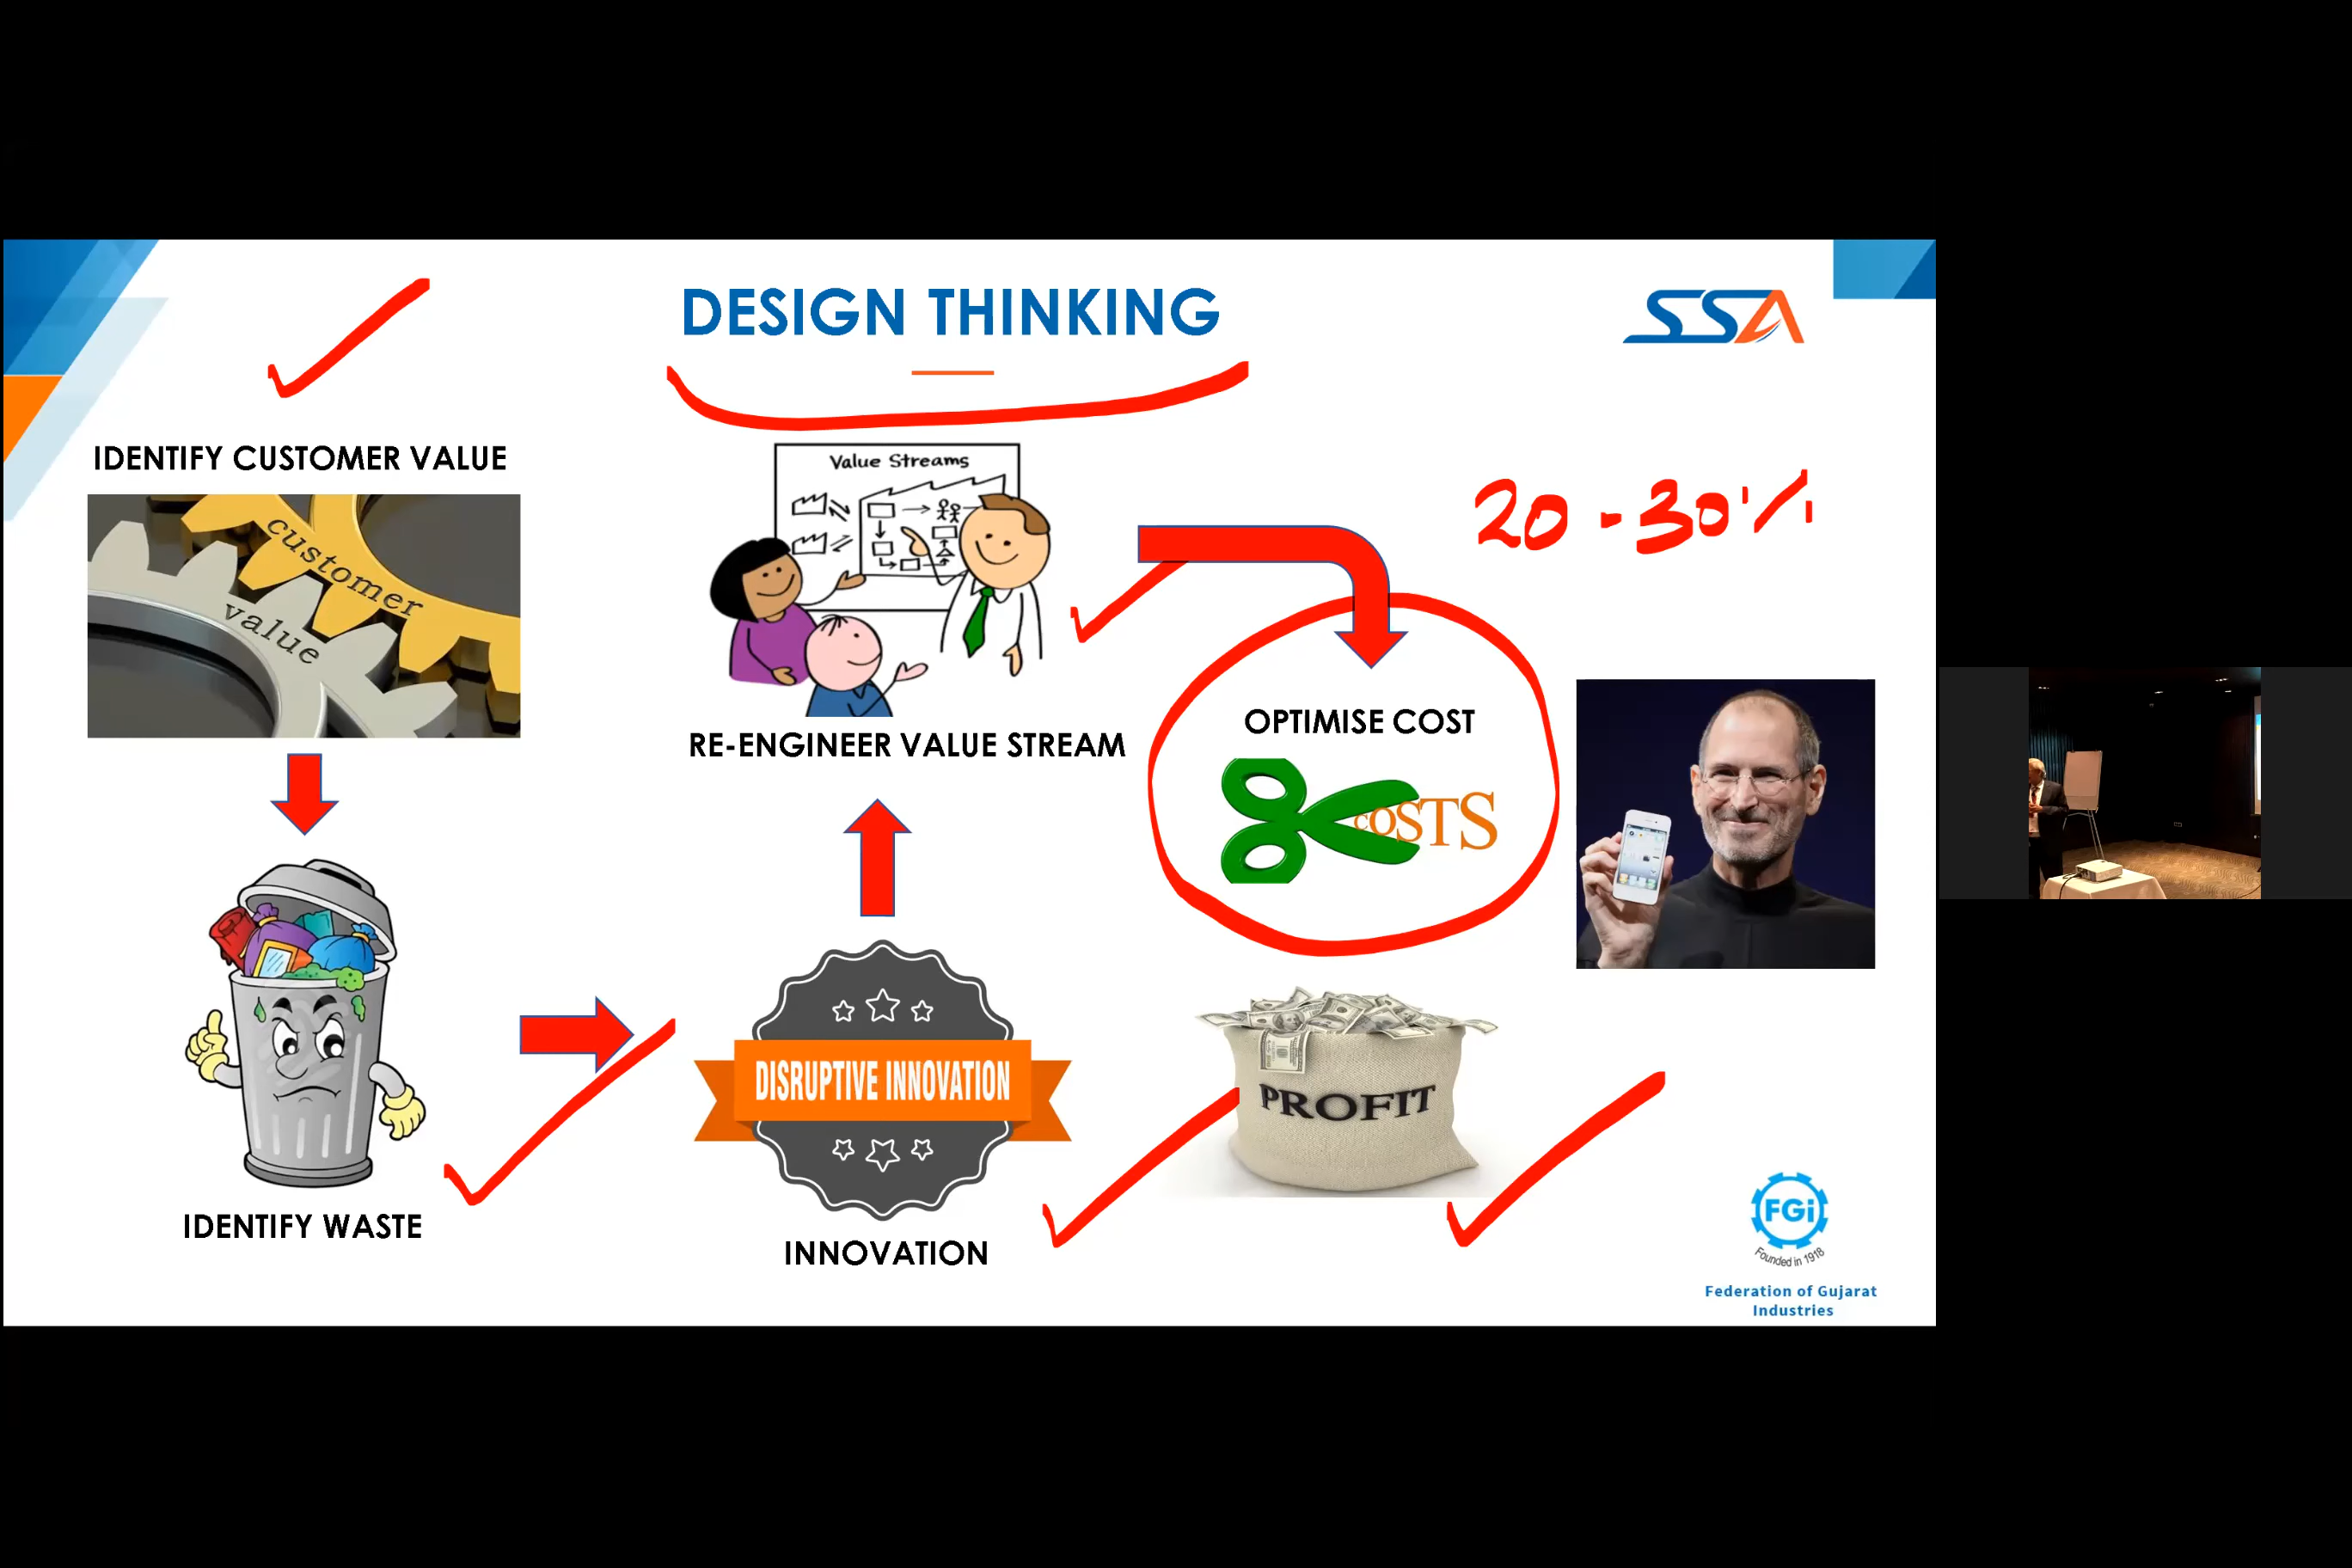 DESIGN THINKING
SSA
IDENTIFY CUSTOMER VALUE
customer
value
Value Streams
20 - 30%
RE-ENGINEER VALUE STREAM
OPTIMISE COST
COSTS
DISRUPTIVE INNOVATION
PROFIT
IDENTIFY WASTE
INNOVATION
FGi
Founded in 1918
Federation of Gujarat
Industries